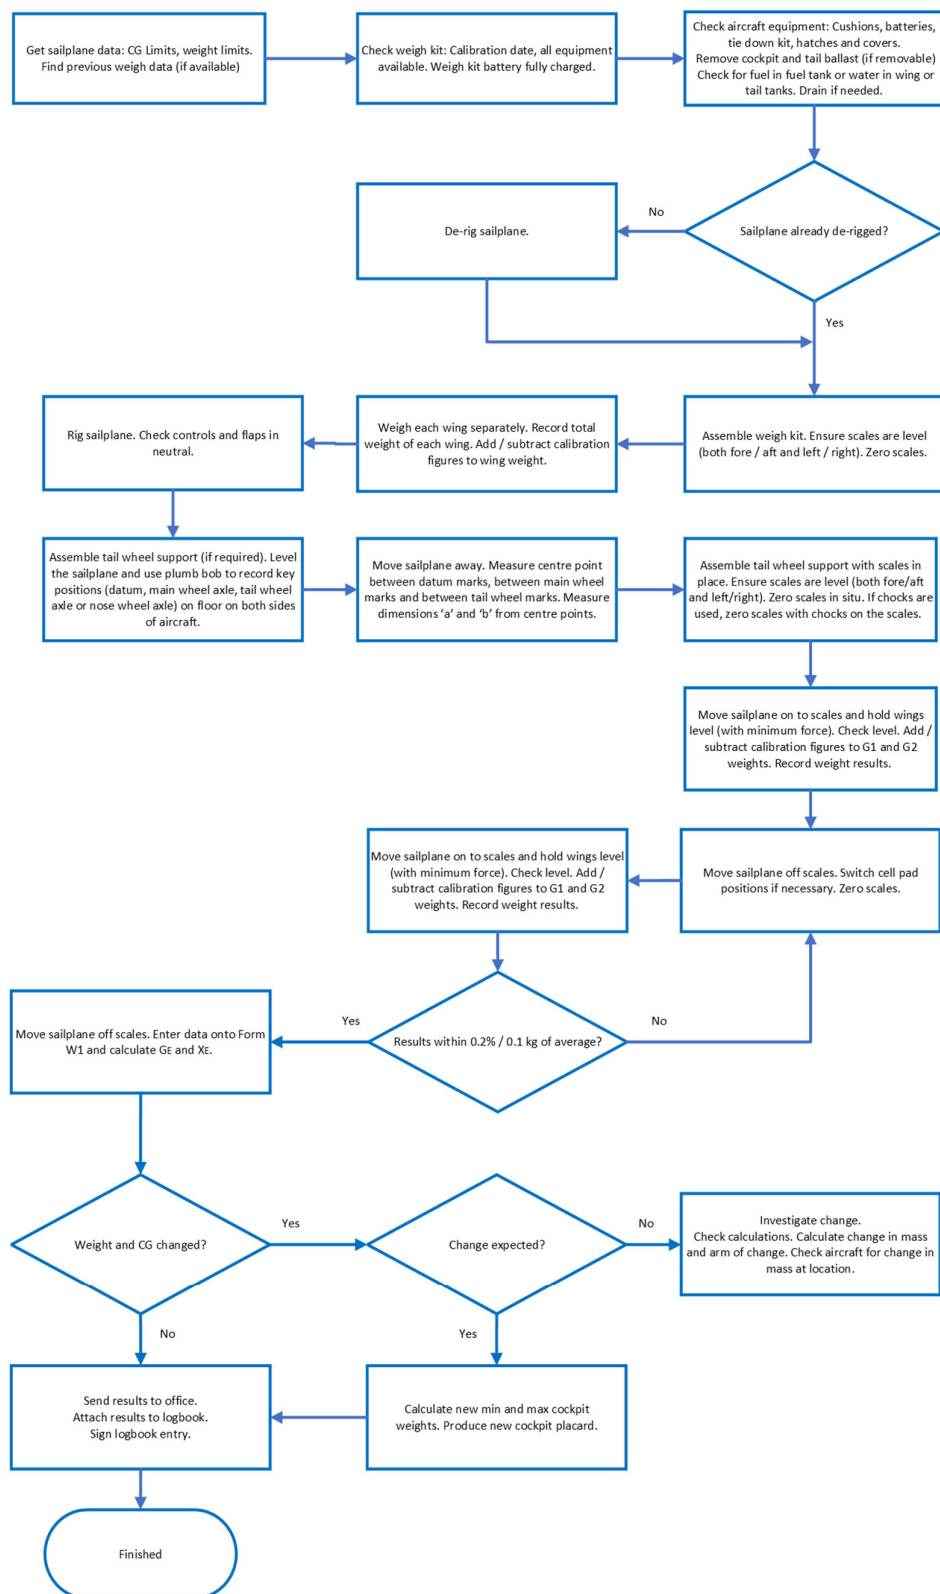 Get sailplane data: CG Limits, weight limits.
Find previous weigh data (if available)
Check weigh kit: Calibration date, all equipment
available. Weigh kit battery fully charged.
Check aircraft equipment: Cushions, batteries,
tie down kit, hatches and covers.
Remove cockpit and tail ballast (if removable)
Check for fuel in fuel tank or water in wing or
tail tanks. Drain if needed.
De-rig sailplane.
No
Sailplane already de-rigged?
Yes
Rig sailplane. Check controls and flaps in
neutral.
Weigh each wing separately. Record total
weight of each wing. Add / subtract calibration
figures to wing weight.
Assemble weigh kit. Ensure scales are level
(both fore / aft and left / right). Zero scales.
Assemble tail wheel support (if required). Level
the sailplane and use plumb bob to record key
positions (datum, main wheel axle, tail wheel
axle or nose wheel axle) on floor on both sides
of aircraft.
Move sailplane away. Measure centre point
between datum marks, between main wheel
marks and between tail wheel marks. Measure
dimensions ‘a’ and ‘b’ from centre points.
Assemble tail wheel support with scales in
place. Ensure scales are level (both fore/aft
and left/right). Zero scales in situ. If chocks are
used, zero scales with chocks on the scales.
Move sailplane on to scales and hold wings
level (with minimum force). Check level. Add /
subtract calibration figures to G1 and G2
weights. Record weight results.
Move sailplane on to scales and hold wings level
(with minimum force). Check level. Add /
subtract calibration figures to G1 and G2
weights. Record weight results.
Move sailplane off scales. Switch cell pad
positions if necessary. Zero scales.
Move sailplane off scales. Enter data onto Form
W1 and calculate GE and XE.
Yes
Results within 0.2% / 0.1 kg of average?
No
Weight and CG changed?
Yes
Change expected?
No
Investigate change.
Check calculations. Calculate change in mass
and arm of change. Check aircraft for change in
mass at location.
No
Yes
Send results to office.
Attach results to logbook.
Sign logbook entry.
Calculate new min and max cockpit
weights. Produce new cockpit placard.
Finished